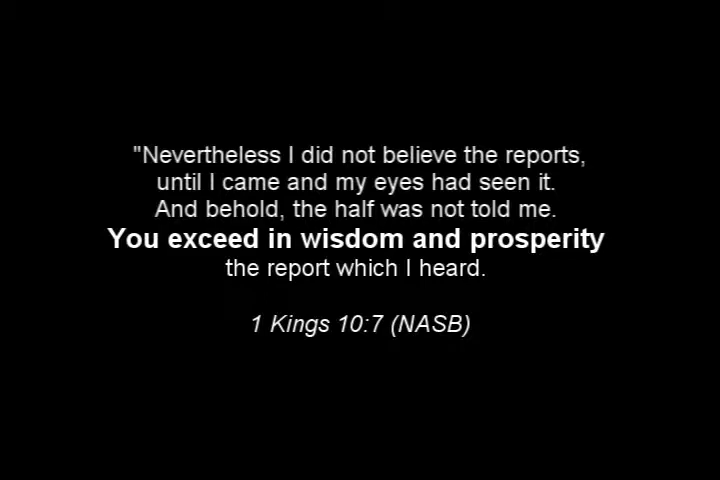 "Nevertheless I did not believe the reports,
until I came and my eyes had seen it.
And behold, the half was not told me.
You exceed in wisdom and prosperity
the report which I heard.
1 Kings 10:7 (NASB)